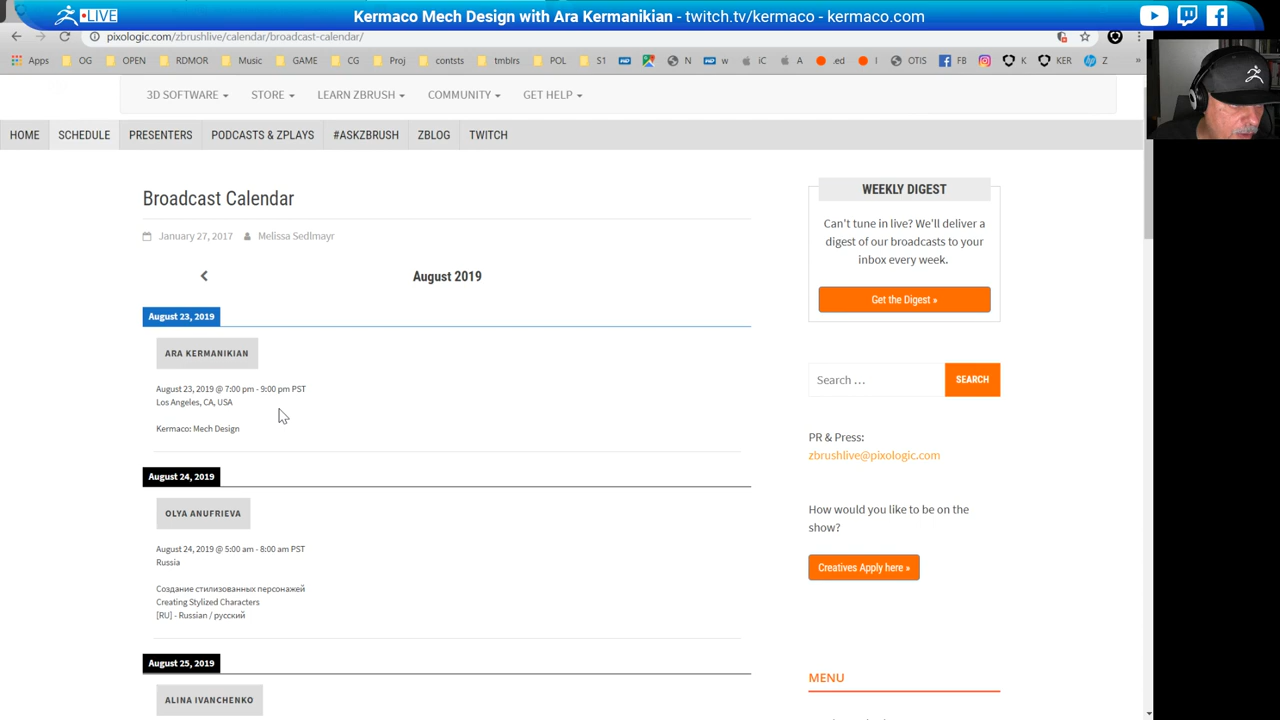 LIVE
Kermaco Mech Design with Ara Kermanikian - twitch.tv/kermaco - kermaco.com
pixologic.com/zbrushlive/calendar/broadcast-calendar/
Apps OG OPEN RDMOR Music GAME CG Proj contsts tmblrs POL S1 N w iC A .ed I OTIS FB K KER Z
3D SOFTWARE STORE LEARN ZBRUSH COMMUNITY GET HELP
HOME SCHEDULE PRESENTERS PODCASTS & ZPLAYS #ASKZBRUSH ZBLOG TWITCH
Broadcast Calendar
January 27, 2017 Melissa Sedlmayr
August 2019
August 23, 2019
ARA KERMANIKIAN
August 23, 2019 @ 7:00 pm - 9:00 pm PST
Los Angeles, CA, USA
Kermaco: Mech Design
August 24, 2019
OLYA ANUFRIEVA
August 24, 2019 @ 5:00 am - 8:00 am PST
Russia
Создание стилизованных персонажей
Creating Stylized Characters
[RU] - Russian / русский
August 25, 2019
ALINA IVANCHENKO
WEEKLY DIGEST
Can't tune in live? We'll deliver a
digest of our broadcasts to your
inbox every week.
Get the Digest »
Search …
SEARCH
PR & Press:
zbrushlive@pixologic.com
How would you like to be on the
show?
Creatives Apply here »
MENU